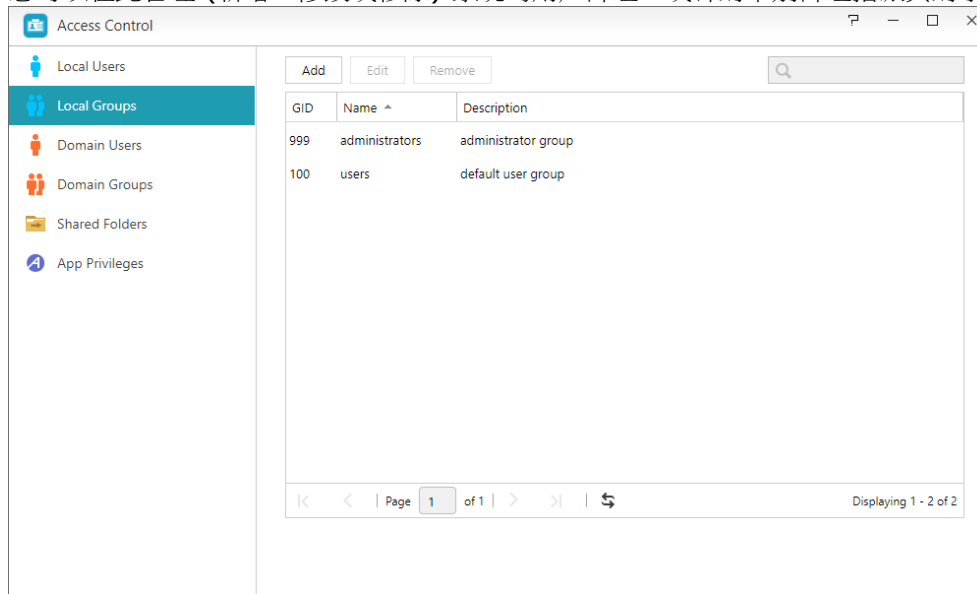 Access Control
Local Users
Local Groups
Domain Users
Domain Groups
Shared Folders
App Privileges
Add Edit Remove
GID Name Description
999 administrators administrator group
100 users default user group
Page 1 of 1
Displaying 1 - 2 of 2